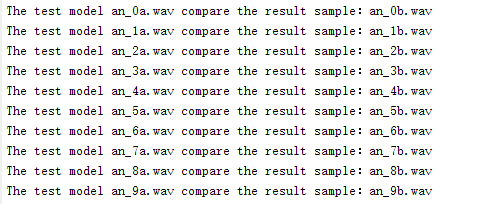 The test model an_0a.wav compare the result sample: an_0b.wav
The test model an_1a.wav compare the result sample: an_1b.wav
The test model an_2a.wav compare the result sample: an_2b.wav
The test model an_3a.wav compare the result sample: an_3b.wav
The test model an_4a.wav compare the result sample: an_4b.wav
The test model an_5a.wav compare the result sample: an_5b.wav
The test model an_6a.wav compare the result sample: an_6b.wav
The test model an_7a.wav compare the result sample: an_7b.wav
The test model an_8a.wav compare the result sample: an_8b.wav
The test model an_9a.wav compare the result sample: an_9b.wav